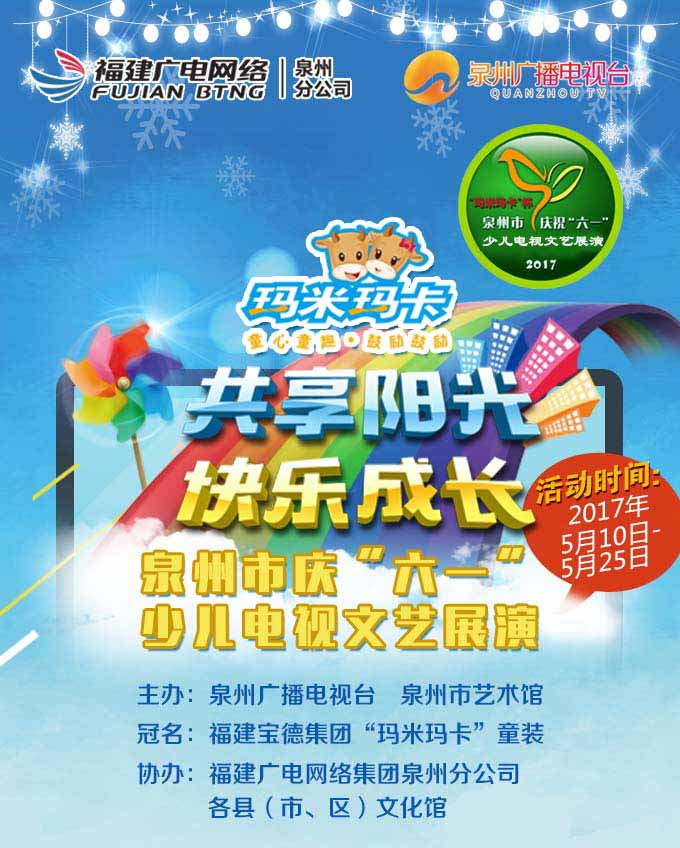 福建广电网络
FUJIAN BTNG
泉州
分公司
泉州广播电视台
QUANZHOU TV
"玛米玛卡"杯
泉州市 庆祝"六一"
少儿电视文艺展演
2017
玛米玛卡
童心童趣·鼓励鼓励
共享阳光
快乐成长
活动时间:
2017年
5月10日-
5月25日
泉州市庆"六一"
少儿电视文艺展演
主办：泉州广播电视台 泉州市艺术馆
冠名：福建宝德集团“玛米玛卡”童装
协办：福建广电网络集团泉州分公司
各县（市、区）文化馆